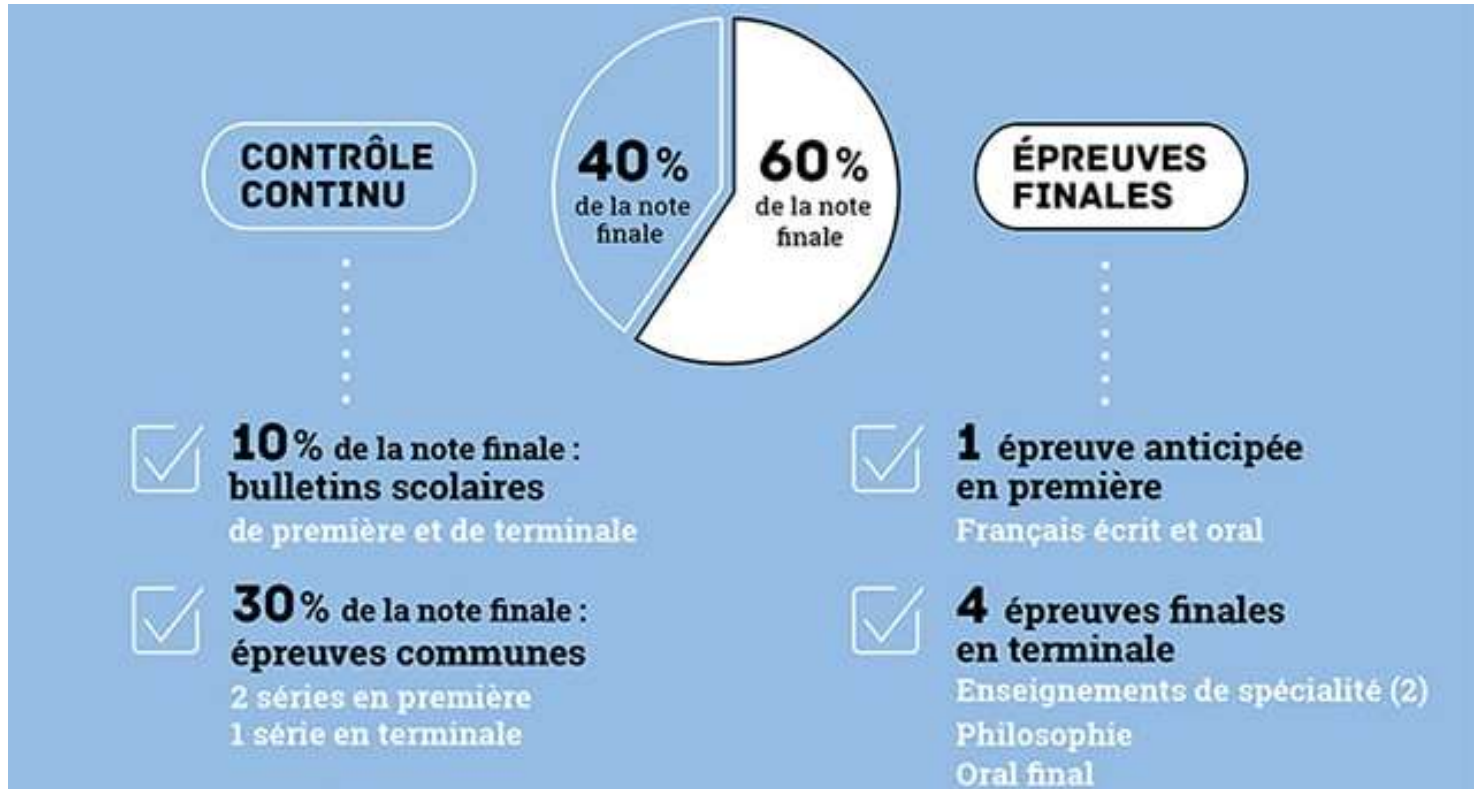 CONTRÔLE
CONTINU
40%
de la note
finale
60%
de la note
finale
ÉPREUVES
FINALES
10% de la note finale :
bulletins scolaires
de première et de terminale
30% de la note finale :
épreuves communes
2 séries en première
1 série en terminale
1 épreuve anticipée
en première
Français écrit et oral
4 épreuves finales
en terminale
Enseignements de spécialité (2)
Philosophie
Oral final